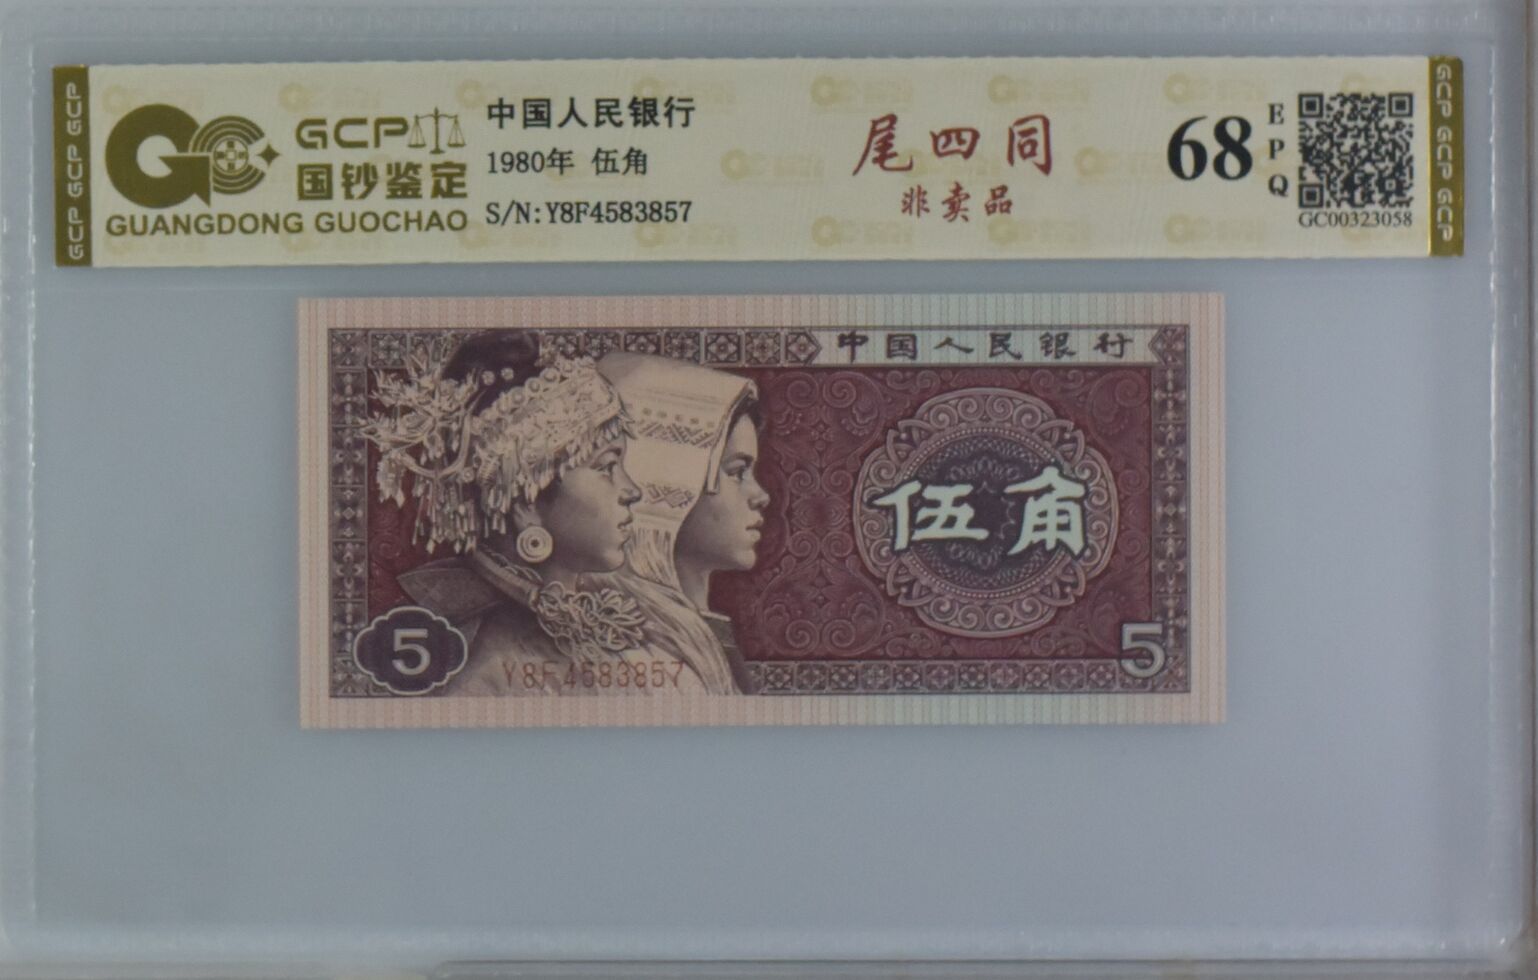 GCP GCP GCP
GCP
国钞鉴定
GUANGDONG GUOCHAO
中国人民银行
1980年 伍角
S/N:Y8F4583857
尾四同
非卖品
68
EPQ
GC00323058
GCP GCP GCP
中国人民银行
伍角
5
Y8F4583857
5